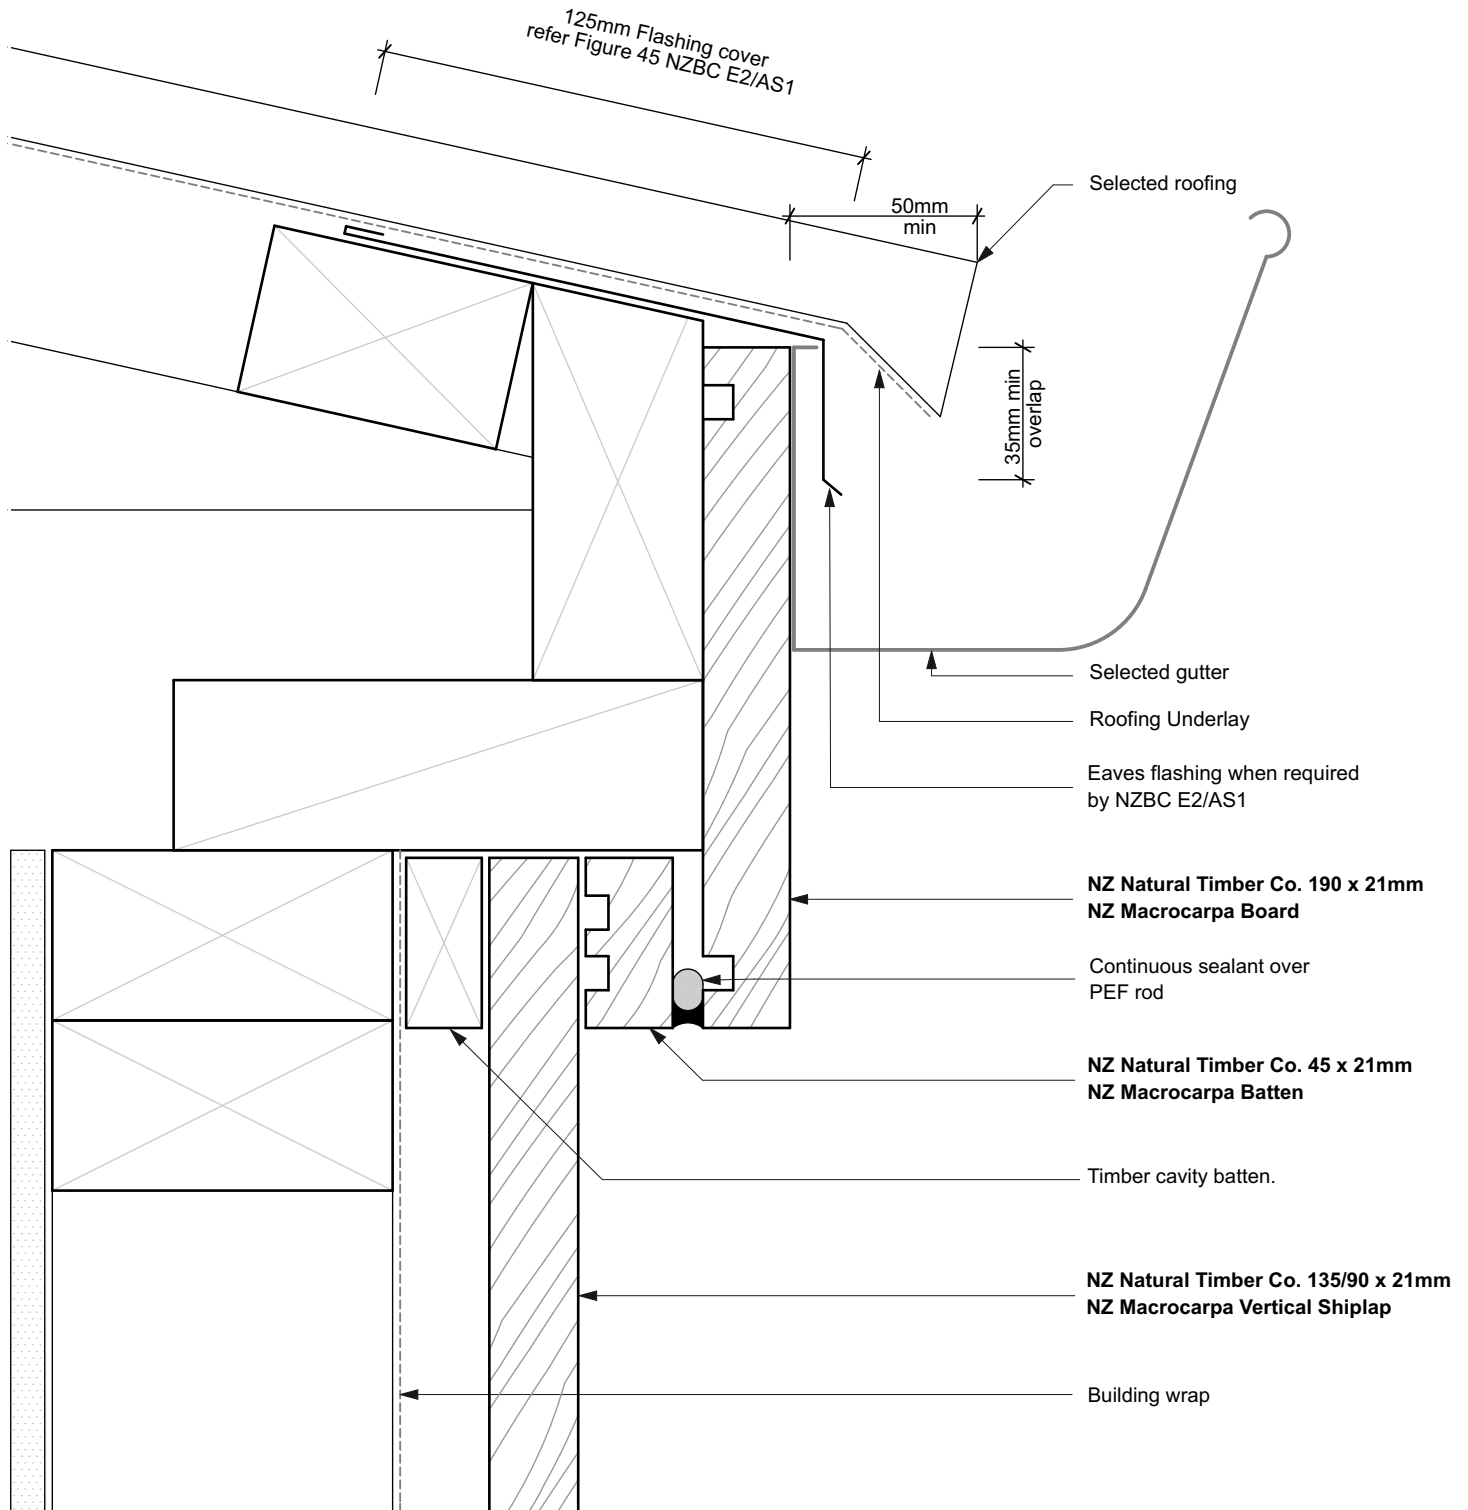 125mm Flashing cover
refer Figure 45 NZBC E2/AS1
Selected roofing
50mm
min
35mm min
overlap
Selected gutter
Roofing Underlay
Eaves flashing when required
by NZBC E2/AS1
NZ Natural Timber Co. 190 x 21mm
NZ Macrocarpa Board
Continuous sealant over
PEF rod
NZ Natural Timber Co. 45 x 21mm
NZ Macrocarpa Batten
Timber cavity batten.
NZ Natural Timber Co. 135/90 x 21mm
NZ Macrocarpa Vertical Shiplap
Building wrap